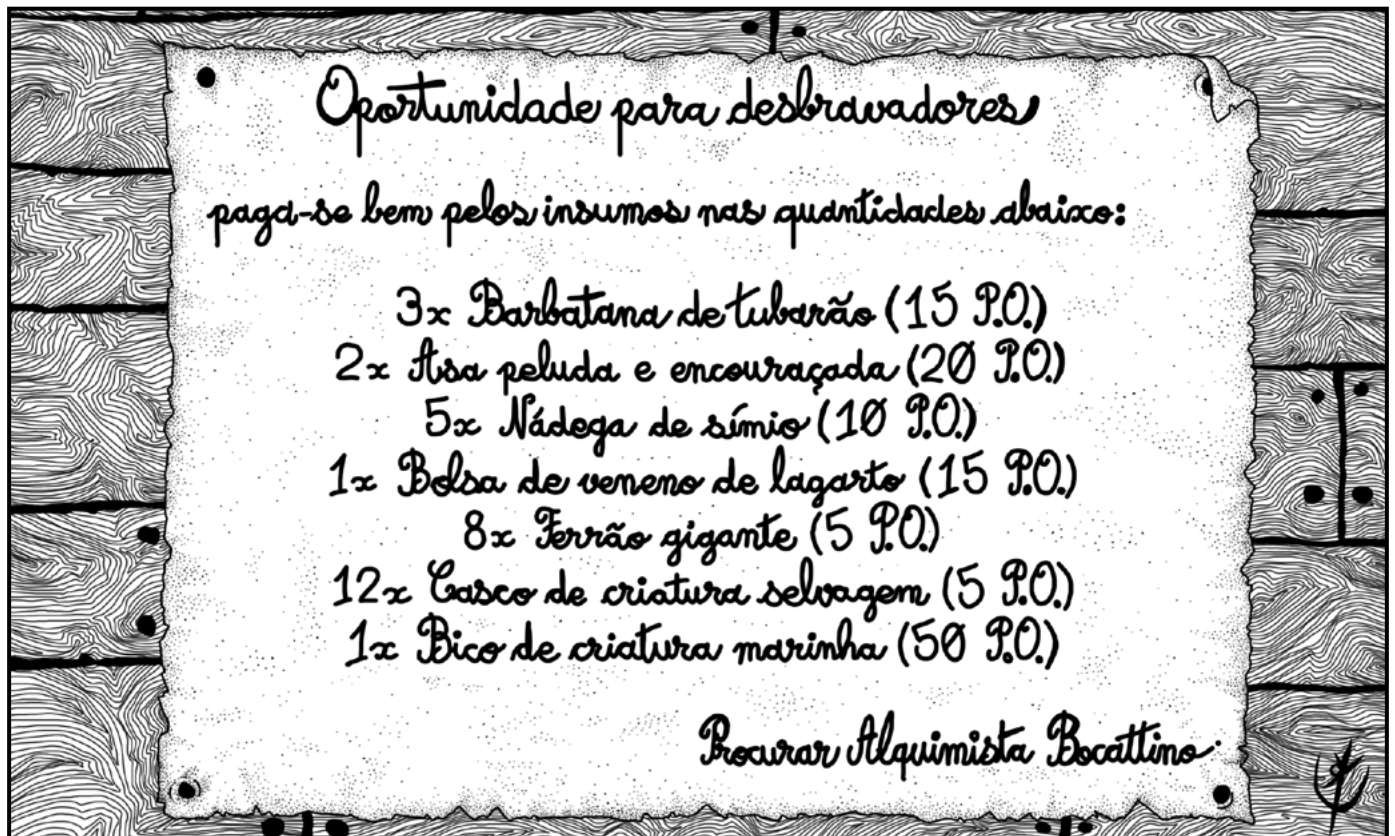 Oportunidade para desbravadores
paga-se bem pelos insumos nas quantidades abaixo:
3x Barbatana de tubarão (15 P.O.)
2x Asa peluda e encouraçada (20 P.O.)
5x Nádega de símio (10 P.O.)
1x Bolsa de veneno de lagarto (15 P.O.)
8x Ferrão gigante (5 P.O.)
12x Casco de criatura selvagem (5 P.O.)
1x Bico de criatura marinha (50 P.O.)
Procurar Alquimista Bocattino.